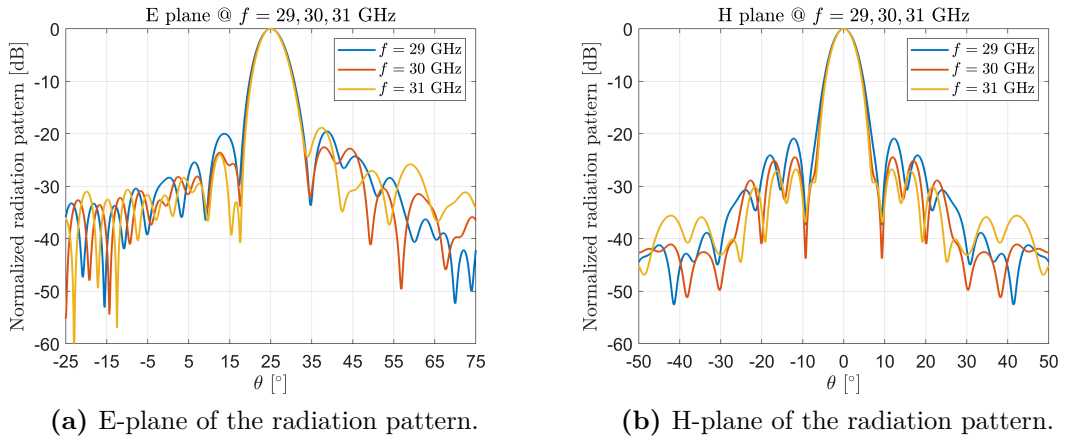 E plane @ f = 29, 30, 31 GHz
Normalized radiation pattern [dB]
0
-10
-20
-30
-40
-50
-60
f = 29 GHz
f = 30 GHz
f = 31 GHz
-25 -15 -5 5 15 25 35 45 55 65 75
θ [°]
(a) E-plane of the radiation pattern.
H plane @ f = 29, 30, 31 GHz
Normalized radiation pattern [dB]
0
-10
-20
-30
-40
-50
-60
f = 29 GHz
f = 30 GHz
f = 31 GHz
-50 -40 -30 -20 -10 0 10 20 30 40 50
θ [°]
(b) H-plane of the radiation pattern.